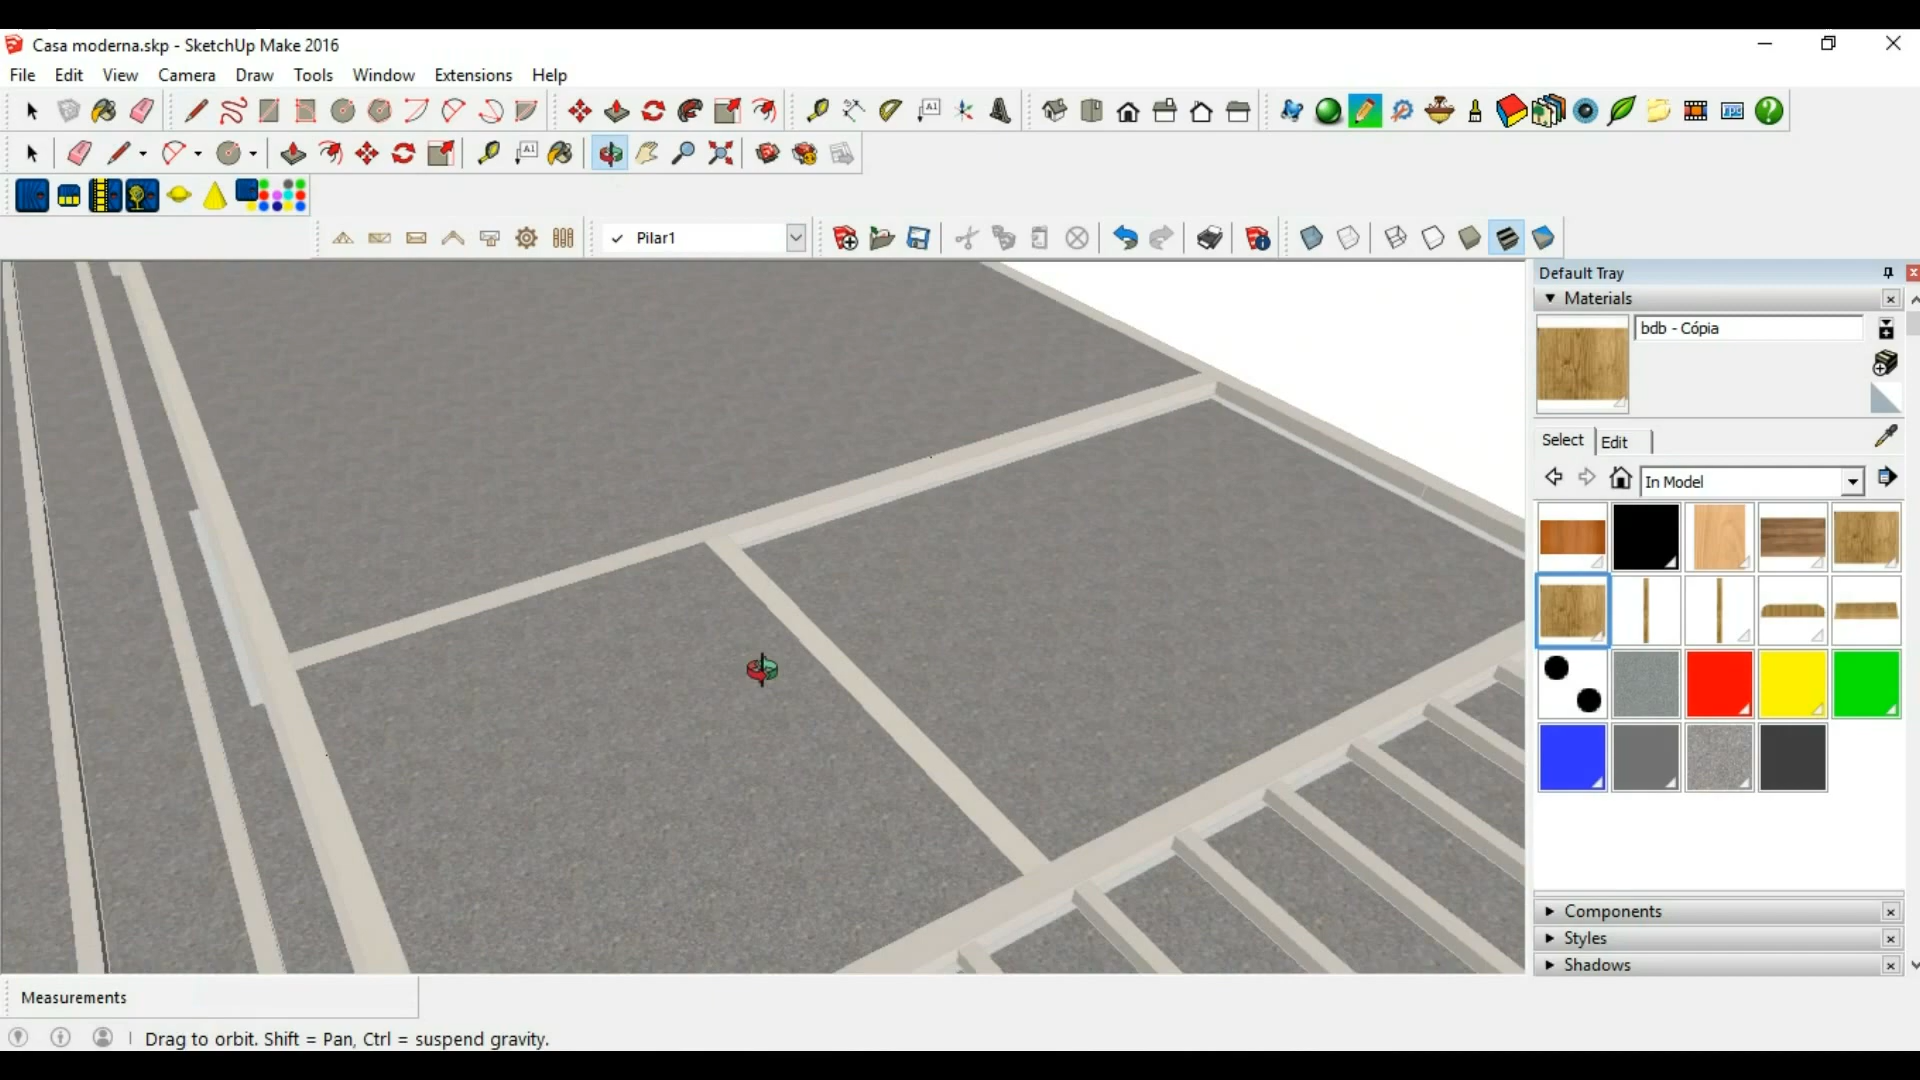 Casa moderna.skp - SketchUp Make 2016
File Edit View Camera Draw Tools Window Extensions Help
Pilar1
Default Tray
Materials
bdb - Cópia
Select Edit
In Model
Components
Styles
Shadows
Measurements
Drag to orbit. Shift = Pan, Ctrl = suspend gravity.